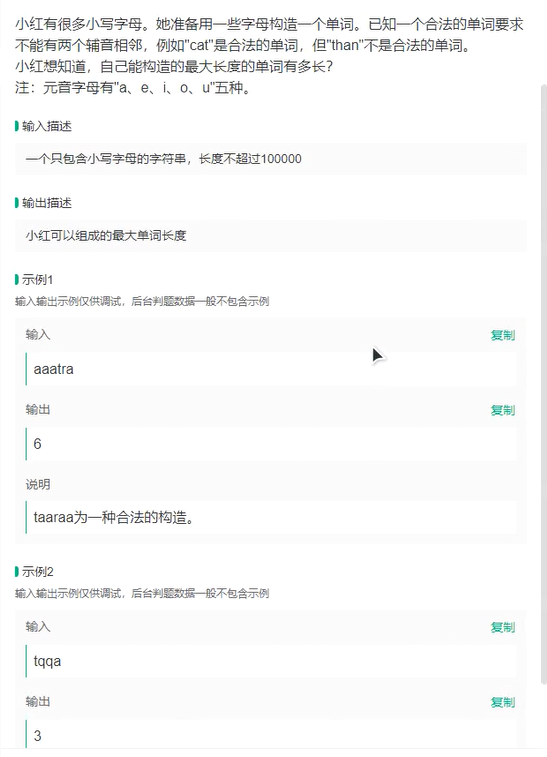 小红有很多小写字母。她准备用一些字母构造一个单词。已知一个合法的单词要求
不能有两个辅音相邻，例如"cat"是合法的单词，但"than"不是合法的单词。
小红想知道，自己能构造的最大长度的单词有多长？
注：元音字母有"a、e、i、o、u"五种。
输入描述
一个只包含小写字母的字符串，长度不超过100000
输出描述
小红可以组成的最大单词长度
示例1
输入输出示例仅供调试，后台判题数据一般不包含示例
输入
复制
aaatra
输出
复制
6
说明
taaraa为一种合法的构造。
示例2
输入输出示例仅供调试，后台判题数据一般不包含示例
输入
复制
tqqa
输出
复制
3